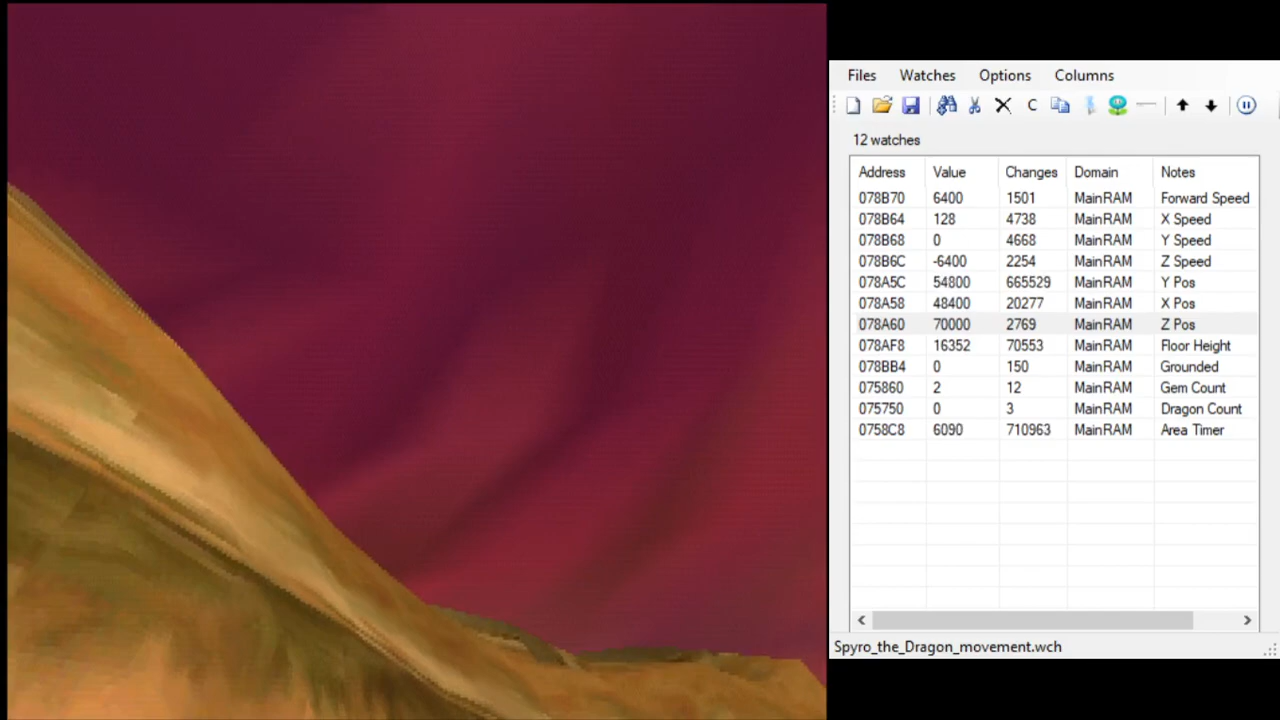 Files Watches Options Columns
C
12 watches
Address Value Changes Domain Notes
078B70 6400 1501 MainRAM Forward Speed
078B64 128 4738 MainRAM X Speed
078B68 0 4668 MainRAM Y Speed
078B6C -6400 2254 MainRAM Z Speed
078A5C 54800 665529 MainRAM Y Pos
078A58 48400 20277 MainRAM X Pos
078A60 70000 2769 MainRAM Z Pos
078AF8 16352 70553 MainRAM Floor Height
078BB4 0 150 MainRAM Grounded
075860 2 12 MainRAM Gem Count
075750 0 3 MainRAM Dragon Count
0758C8 6090 710963 MainRAM Area Timer
Spyro_the_Dragon_movement.wch